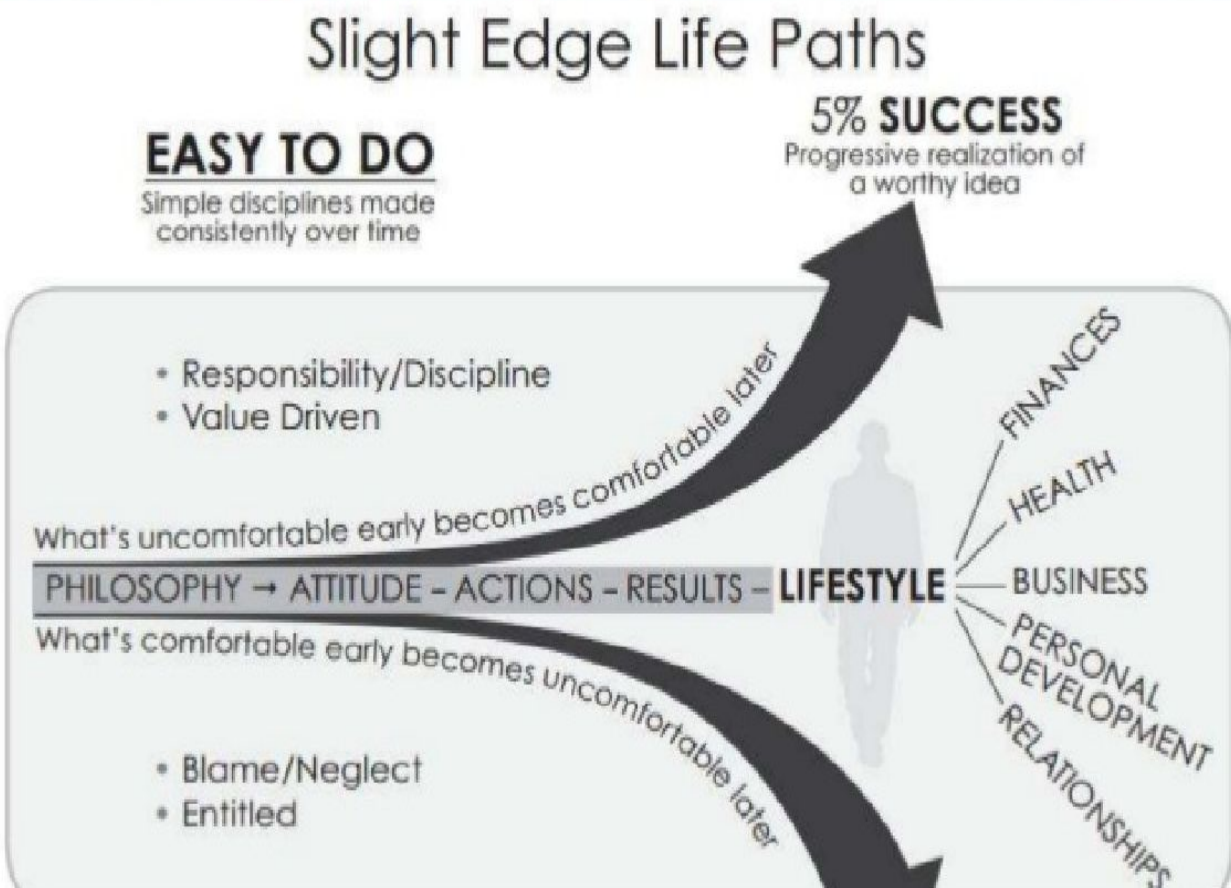 Slight Edge Life Paths
EASY TO DO
Simple disciplines made
consistently over time
5% SUCCESS
Progressive realization of
a worthy idea
• Responsibility/Discipline
• Value Driven
What's uncomfortable early becomes comfortable later
PHILOSOPHY → ATTITUDE – ACTIONS – RESULTS – LIFESTYLE
What's comfortable early becomes uncomfortable later
FINANCES
HEALTH
BUSINESS
PERSONAL
DEVELOPMENT
RELATIONSHIPS
• Blame/Neglect
• Entitled